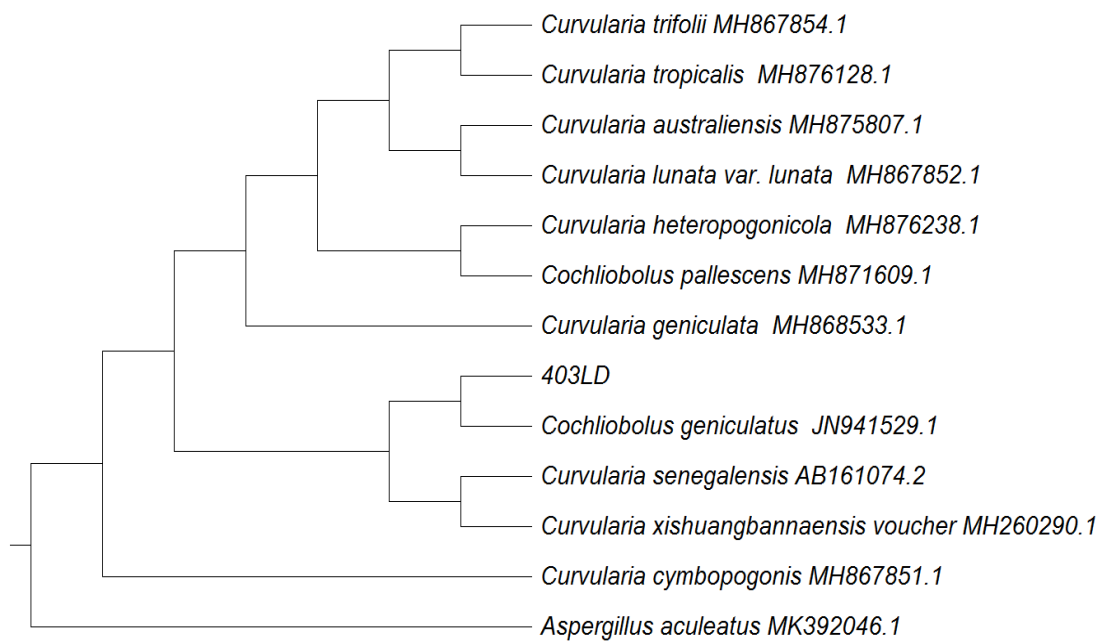 Curvularia trifolii MH867854.1
Curvularia tropicalis MH876128.1
Curvularia australiensis MH875807.1
Curvularia lunata var. lunata MH867852.1
Curvularia heteropogonicola MH876238.1
Cochliobolus pallescens MH871609.1
Curvularia geniculata MH868533.1
403LD
Cochliobolus geniculatus JN941529.1
Curvularia senegalensis AB161074.2
Curvularia xishuangbannaensis voucher MH260290.1
Curvularia cymbopogonis MH867851.1
Aspergillus aculeatus MK392046.1